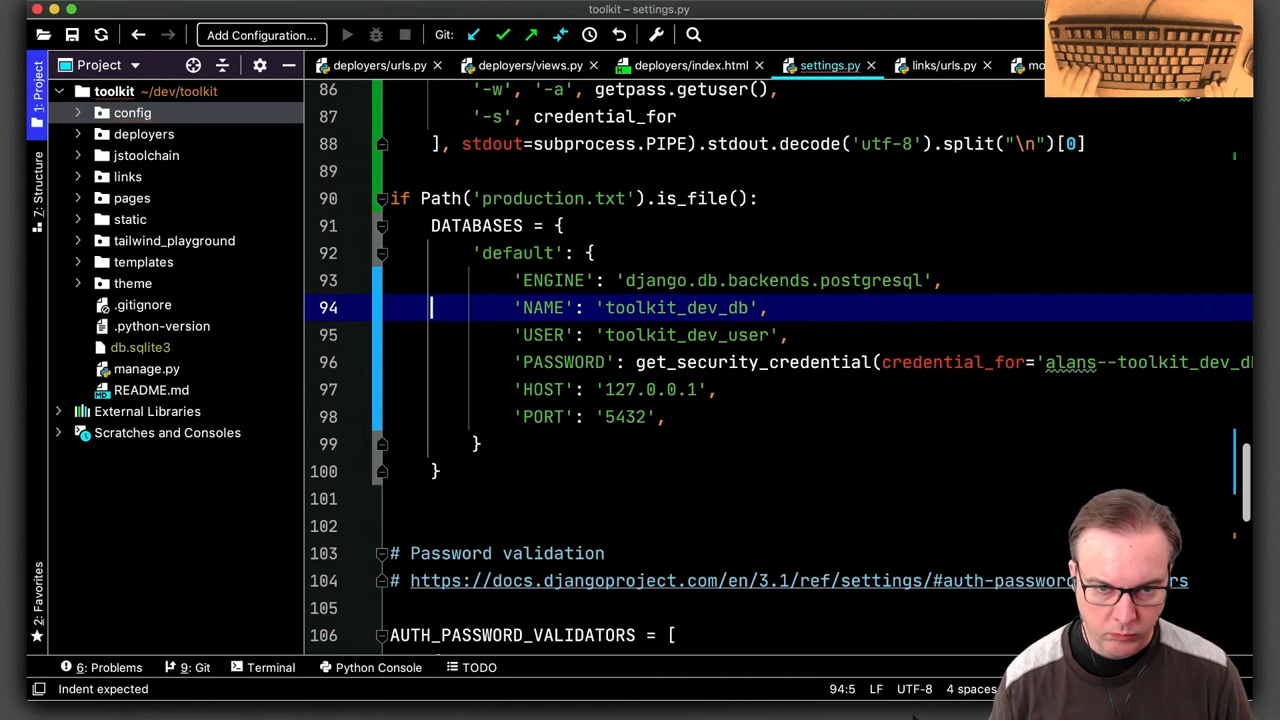 toolkit – settings.py
Add Configuration...
Git:
1: Project
Project
deployers/urls.py
deployers/views.py
deployers/index.html
settings.py
links/urls.py
mo
toolkit ~/dev/toolkit
config
deployers
jstoolchain
links
pages
static
tailwind_playground
templates
theme
.gitignore
.python-version
db.sqlite3
manage.py
README.md
External Libraries
Scratches and Consoles
Z: Structure
2: Favorites
86 '-w', '-a', getpass.getuser(),
87 '-s', credential_for
88 ], stdout=subprocess.PIPE).stdout.decode('utf-8').split("\n")[0]
89
90 if Path('production.txt').is_file():
91 DATABASES = {
92 'default': {
93 'ENGINE': 'django.db.backends.postgresql',
94 'NAME': 'toolkit_dev_db',
95 'USER': 'toolkit_dev_user',
96 'PASSWORD': get_security_credential(credential_for='alans--toolkit_dev_db
97 'HOST': '127.0.0.1',
98 'PORT': '5432',
99 }
100 }
101
102
103 # Password validation
104 # https://docs.djangoproject.com/en/3.1/ref/settings/#auth-password rs
105
106 AUTH_PASSWORD_VALIDATORS = [
6: Problems
9: Git
Terminal
Python Console
TODO
Indent expected
94:5 LF UTF-8 4 spaces